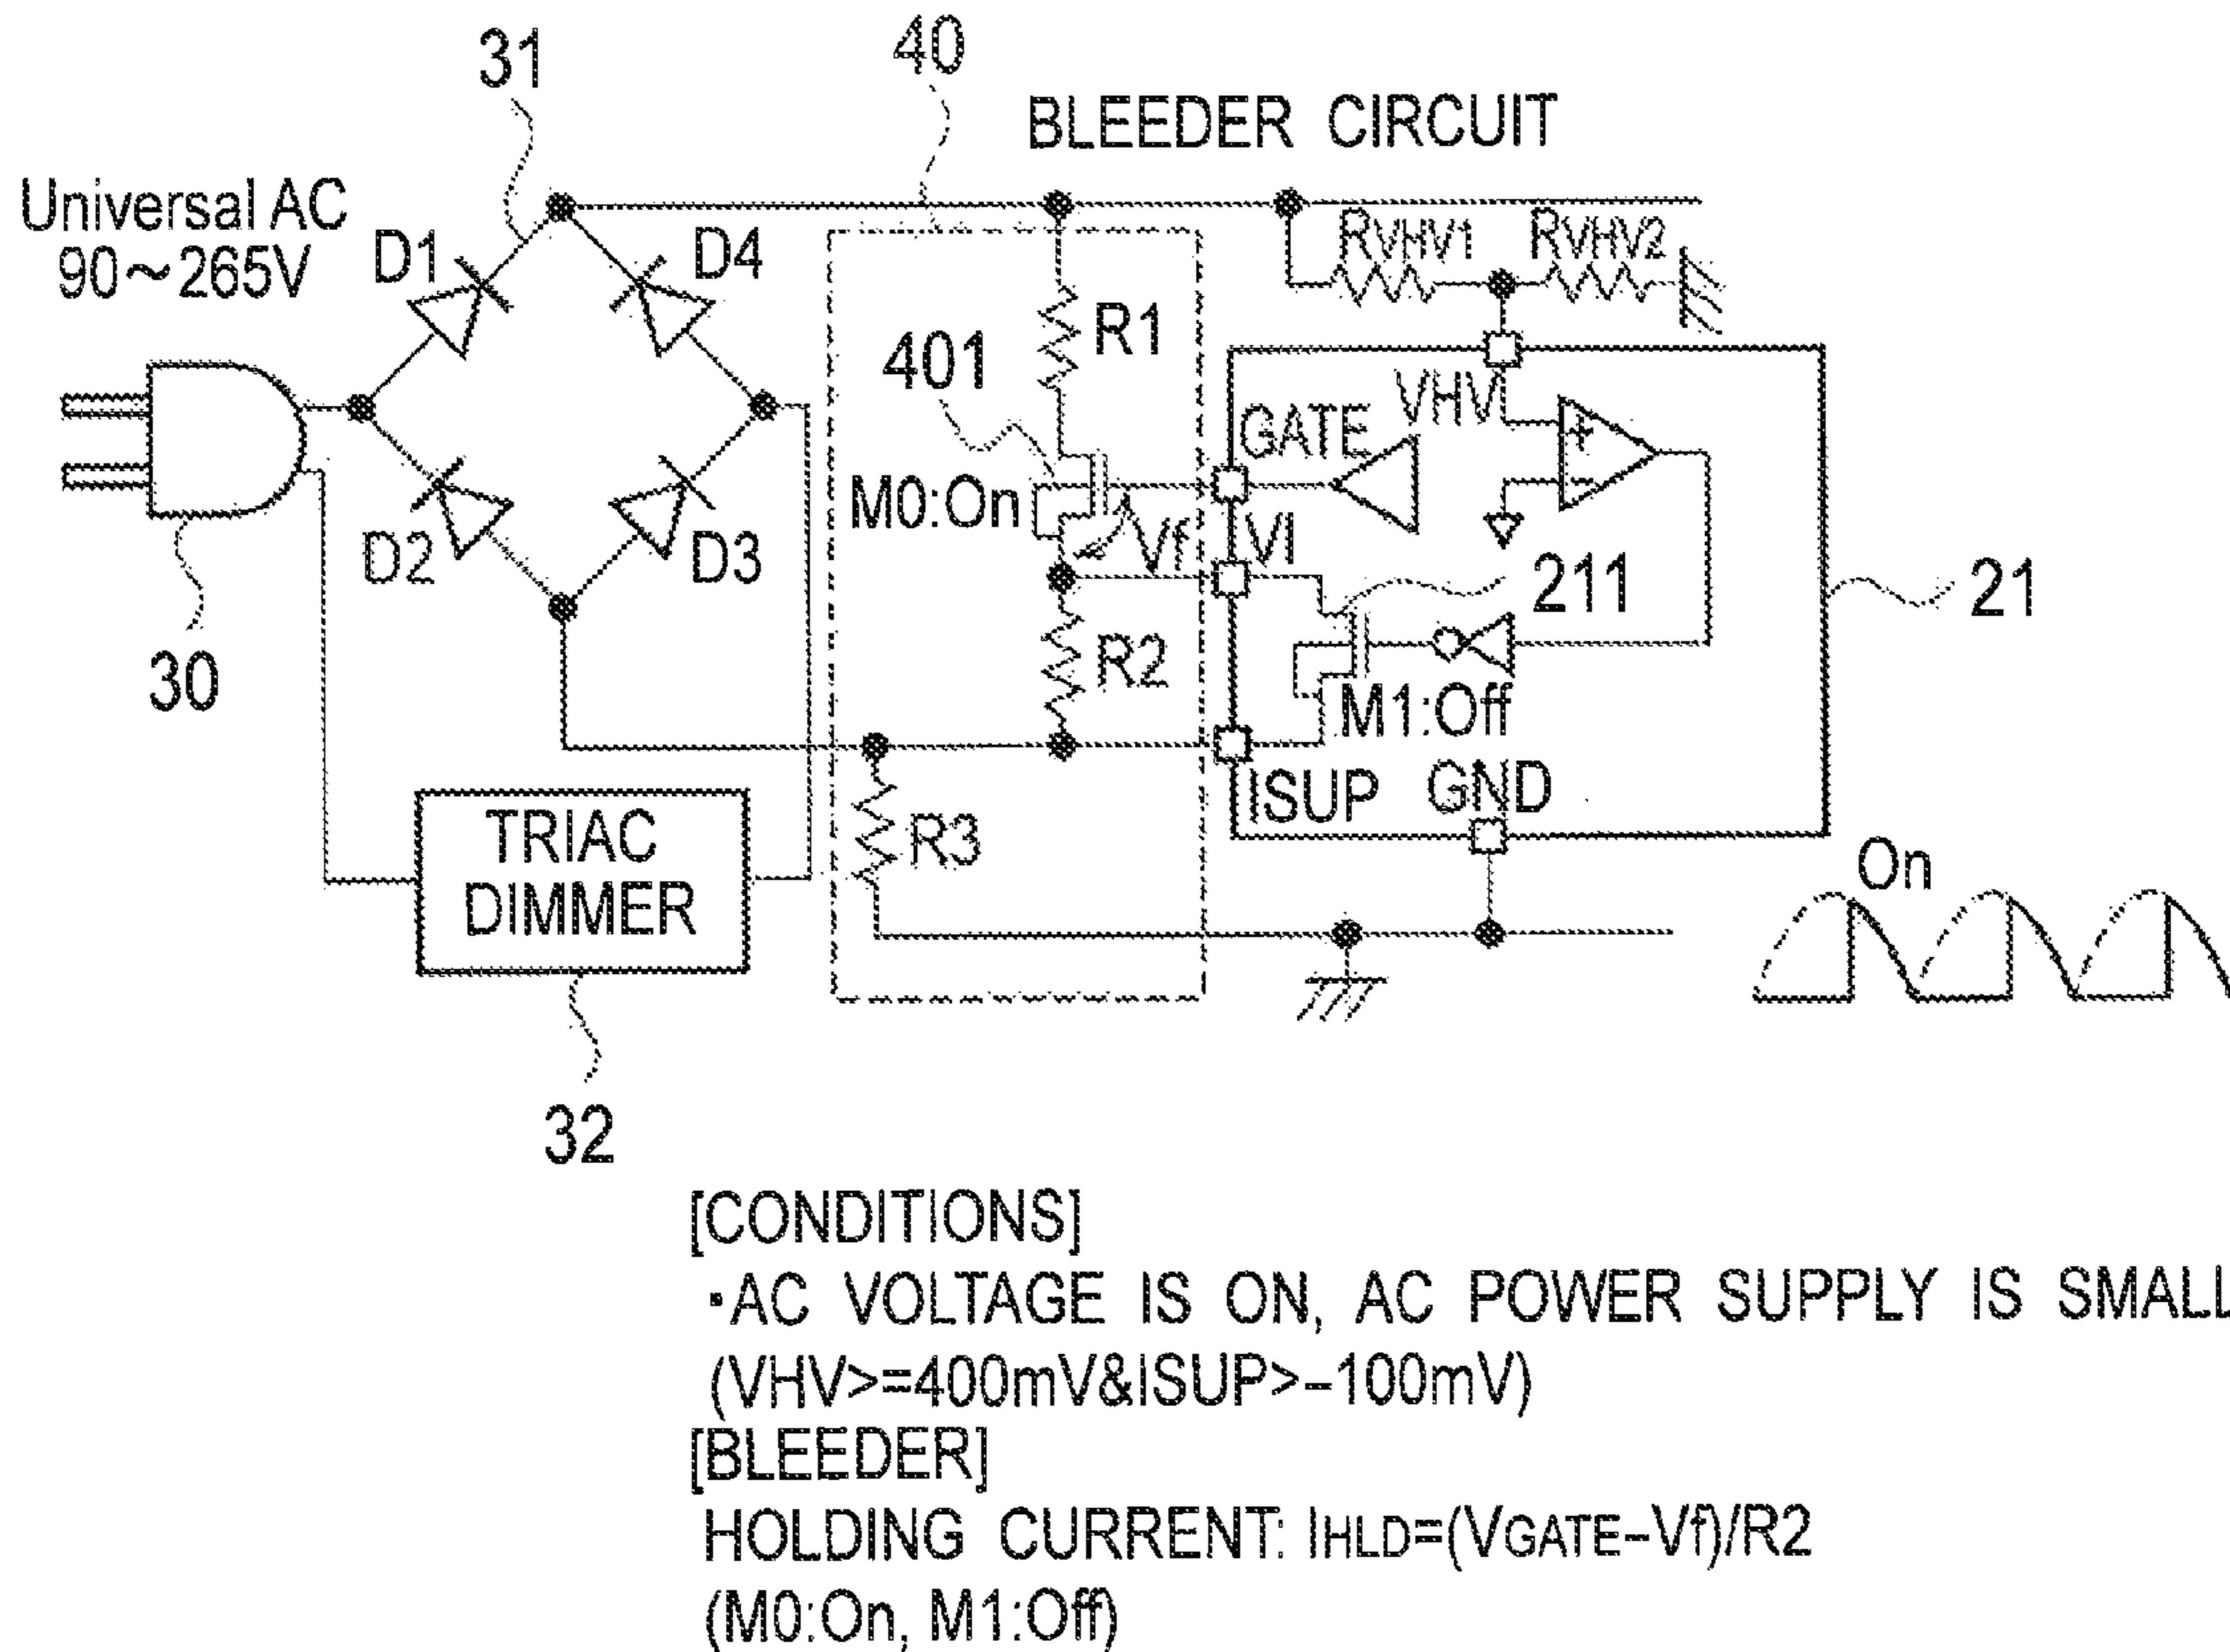 31
40
BLEEDER CIRCUIT
Universal AC
90~265V
D1
D4
RVHV1
RVHV2
R1
401
GATE
VHV
+
−
M0:On
Vf
VI
D2
D3
211
21
30
R2
M1:Off
ISUP
GND
TRIAC
DIMMER
R3
On
32
[CONDITIONS]
・AC VOLTAGE IS ON, AC POWER SUPPLY IS SMALL
(VHV>=400mV&ISUP>−100mV)
[BLEEDER]
HOLDING CURRENT: IHLD=(VGATE−Vf)/R2
(M0:On, M1:Off)